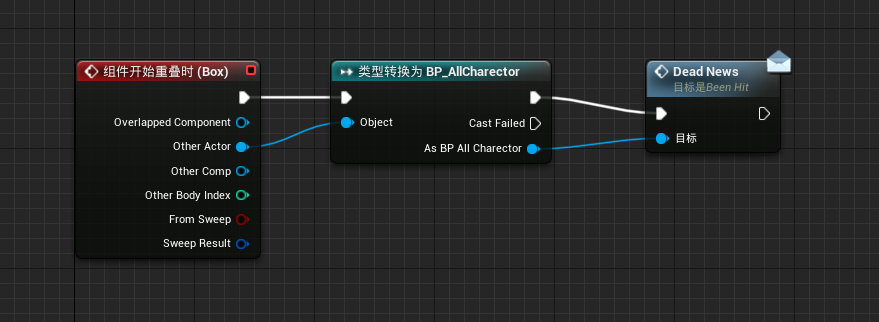 组件开始重叠时 (Box)
Overlapped Component
Other Actor
Other Comp
Other Body Index
From Sweep
Sweep Result
类型转换为 BP_AllCharector
Object
Cast Failed
As BP All Charector
Dead News
目标是Been Hit
目标